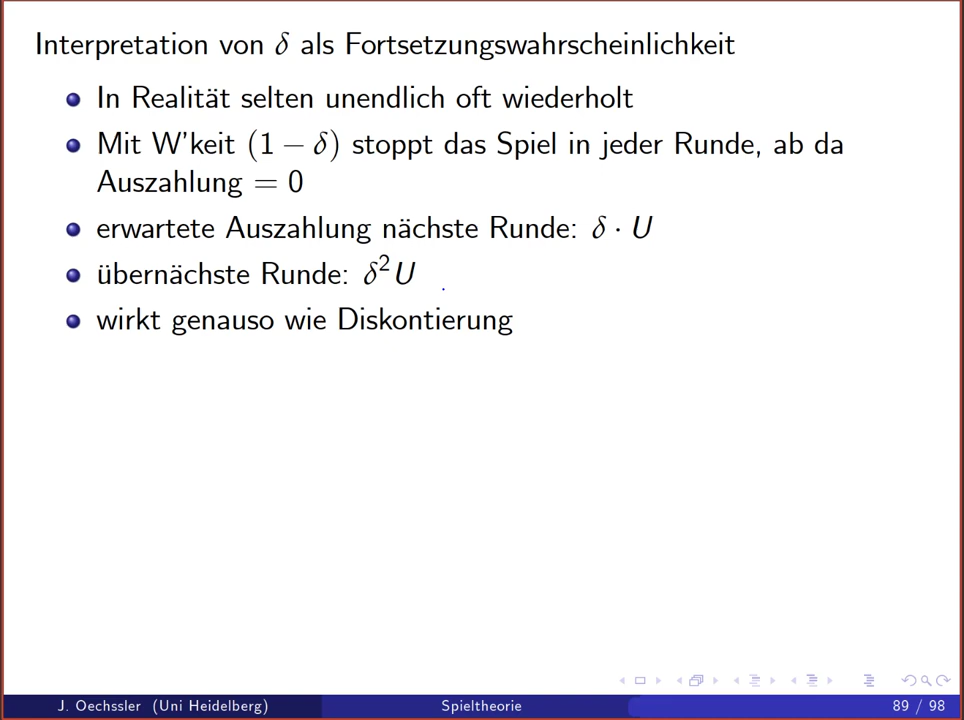 Interpretation von δ als Fortsetzungswahrscheinlichkeit
In Realität selten unendlich oft wiederholt
Mit W'keit (1 − δ) stoppt das Spiel in jeder Runde, ab da
Auszahlung = 0
erwartete Auszahlung nächste Runde: δ · U
übernächste Runde: δ² U
wirkt genauso wie Diskontierung
J. Oechssler (Uni Heidelberg) Spieltheorie 89 / 98